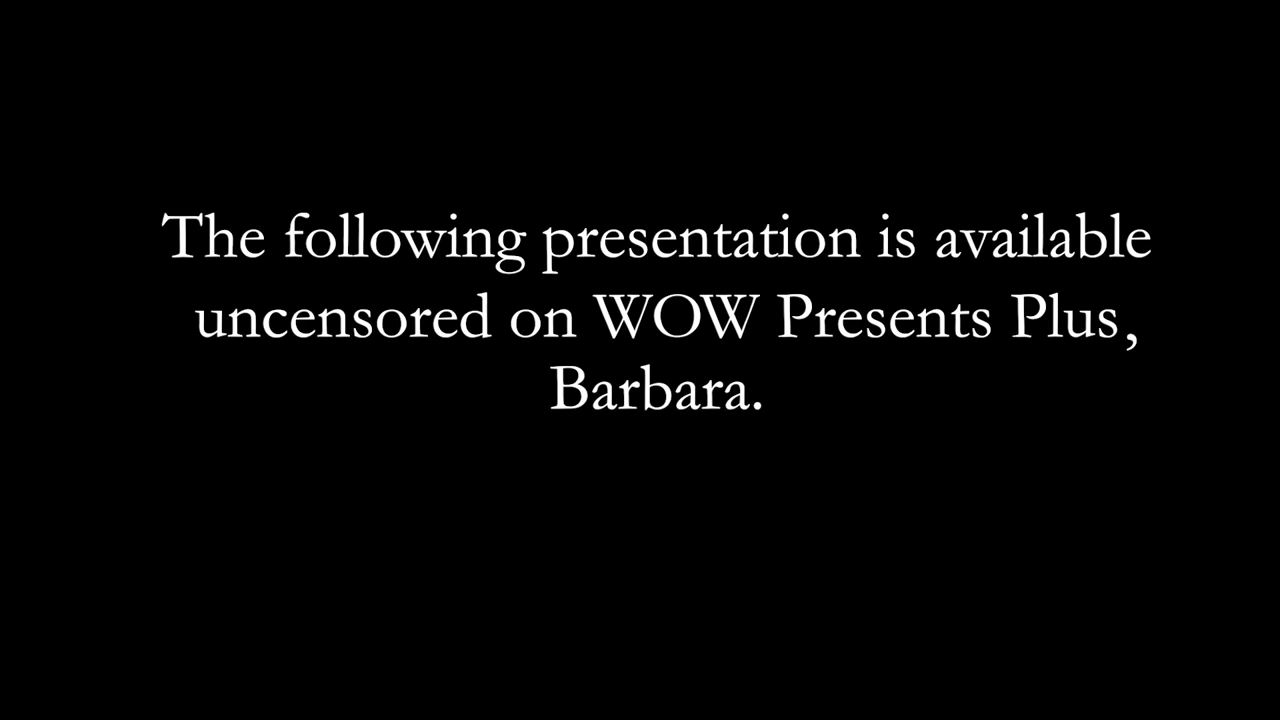 The following presentation is available
uncensored on WOW Presents Plus,
Barbara.